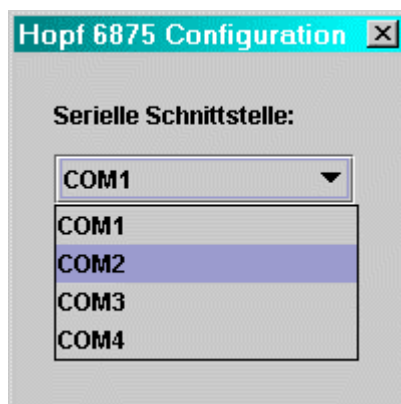 Hopf 6875 Configuration
Serielle Schnittstelle:
COM1
COM1
COM2
COM3
COM4